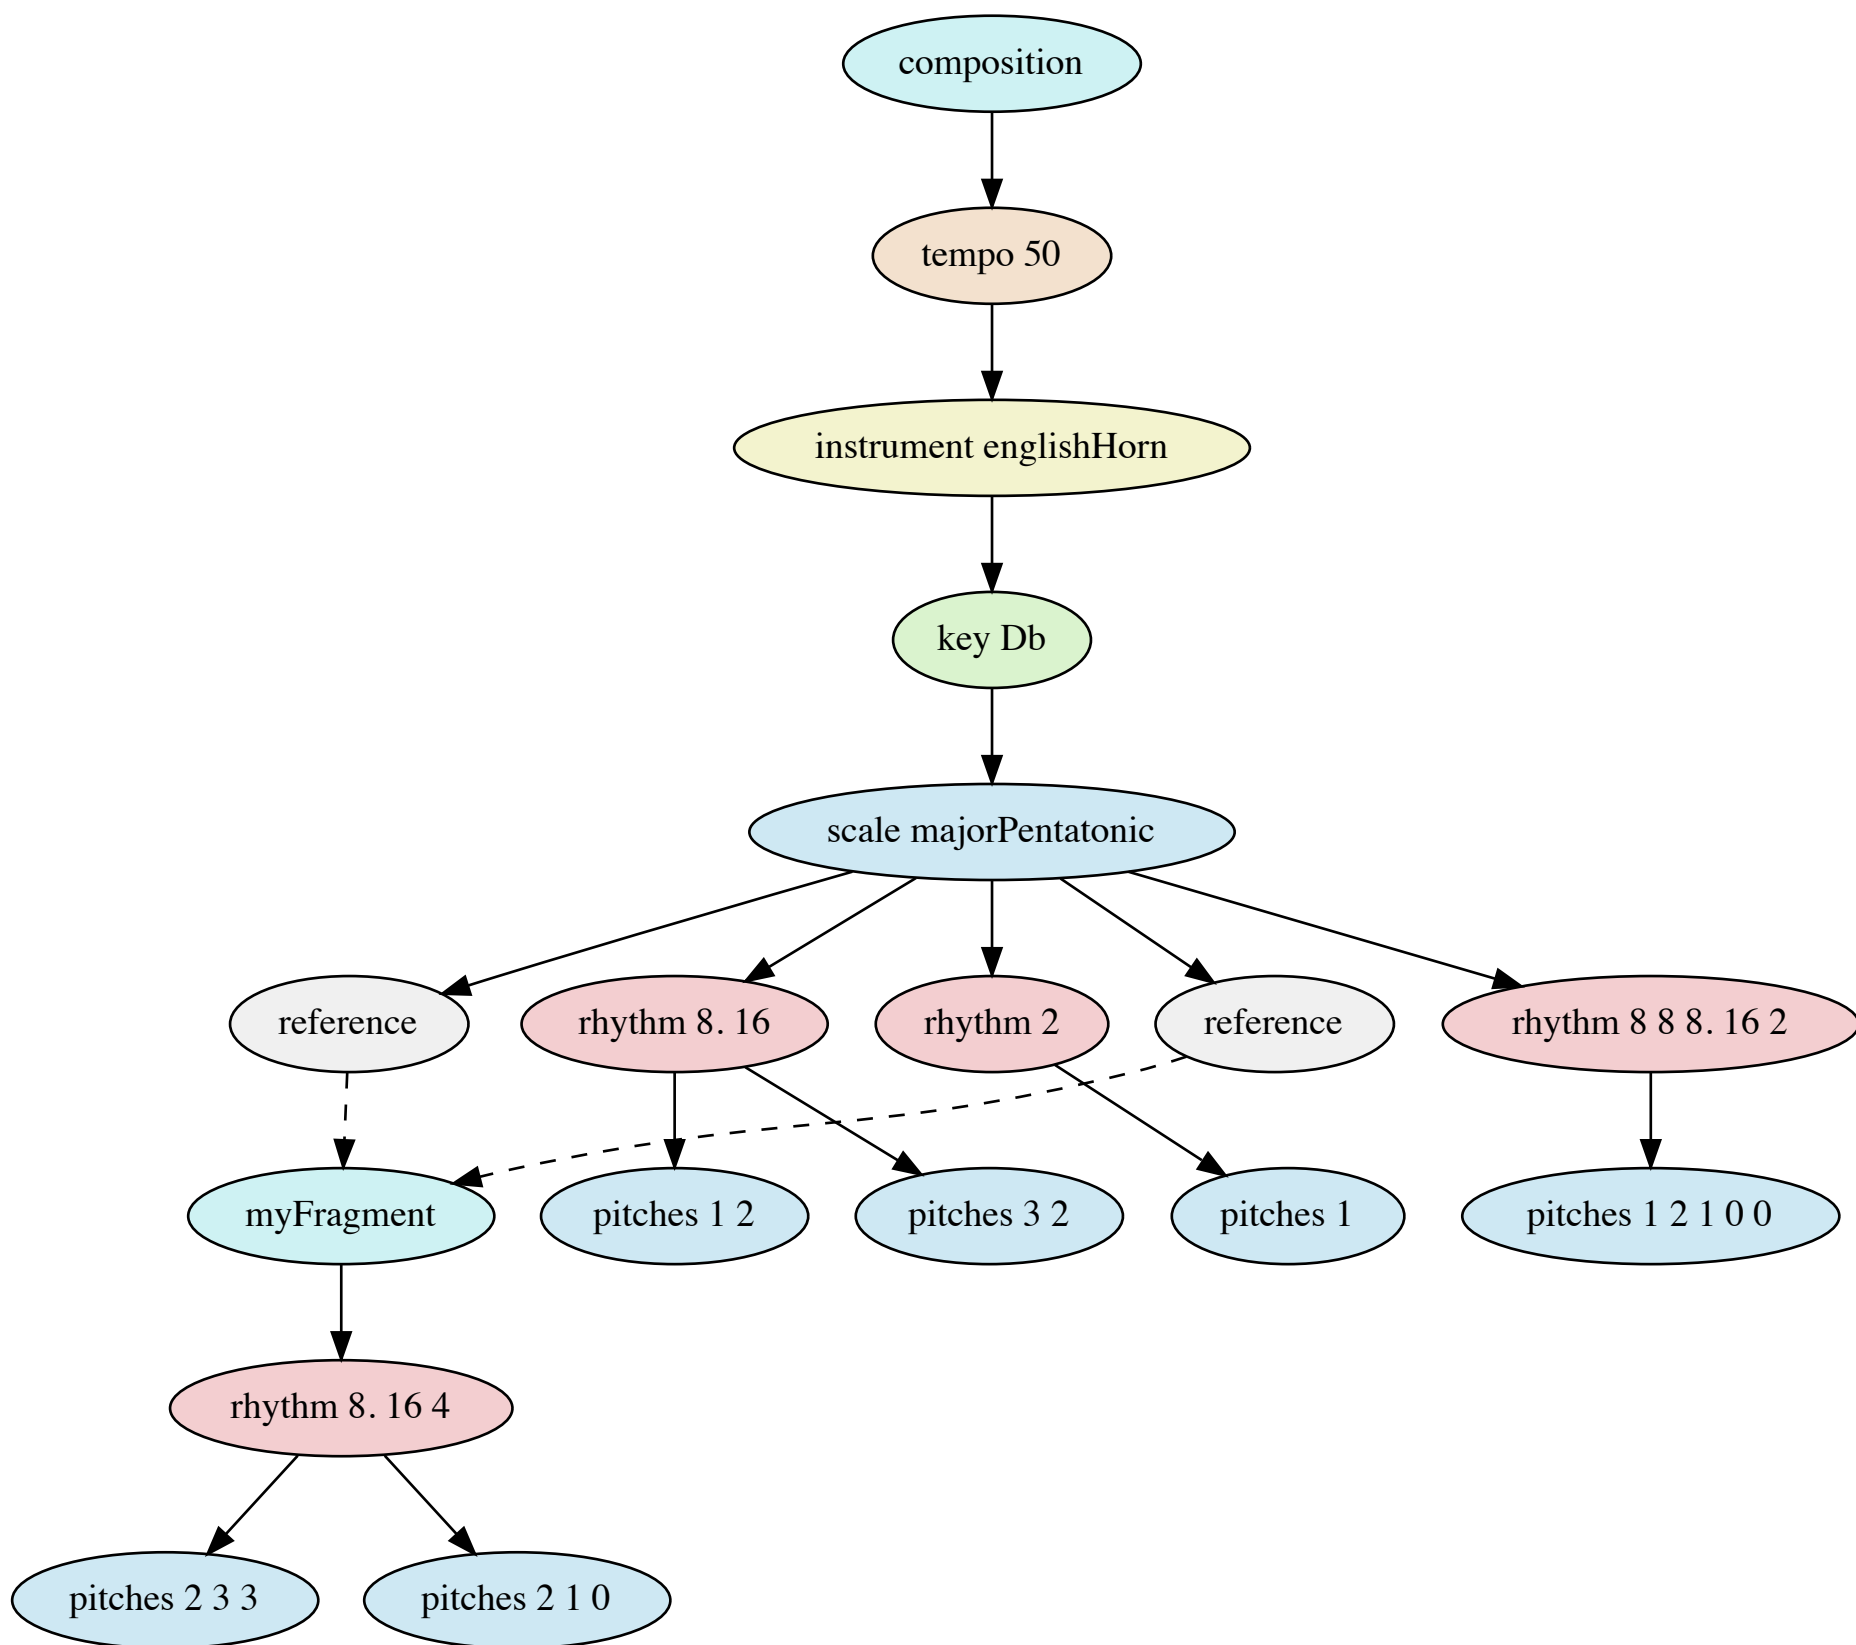 composition
tempo 50
instrument englishHorn
key Db
scale majorPentatonic
reference
rhythm 8. 16
rhythm 2
reference
rhythm 8 8 8. 16 2
myFragment
pitches 1 2
pitches 3 2
pitches 1
pitches 1 2 1 0 0
rhythm 8. 16 4
pitches 2 3 3
pitches 2 1 0